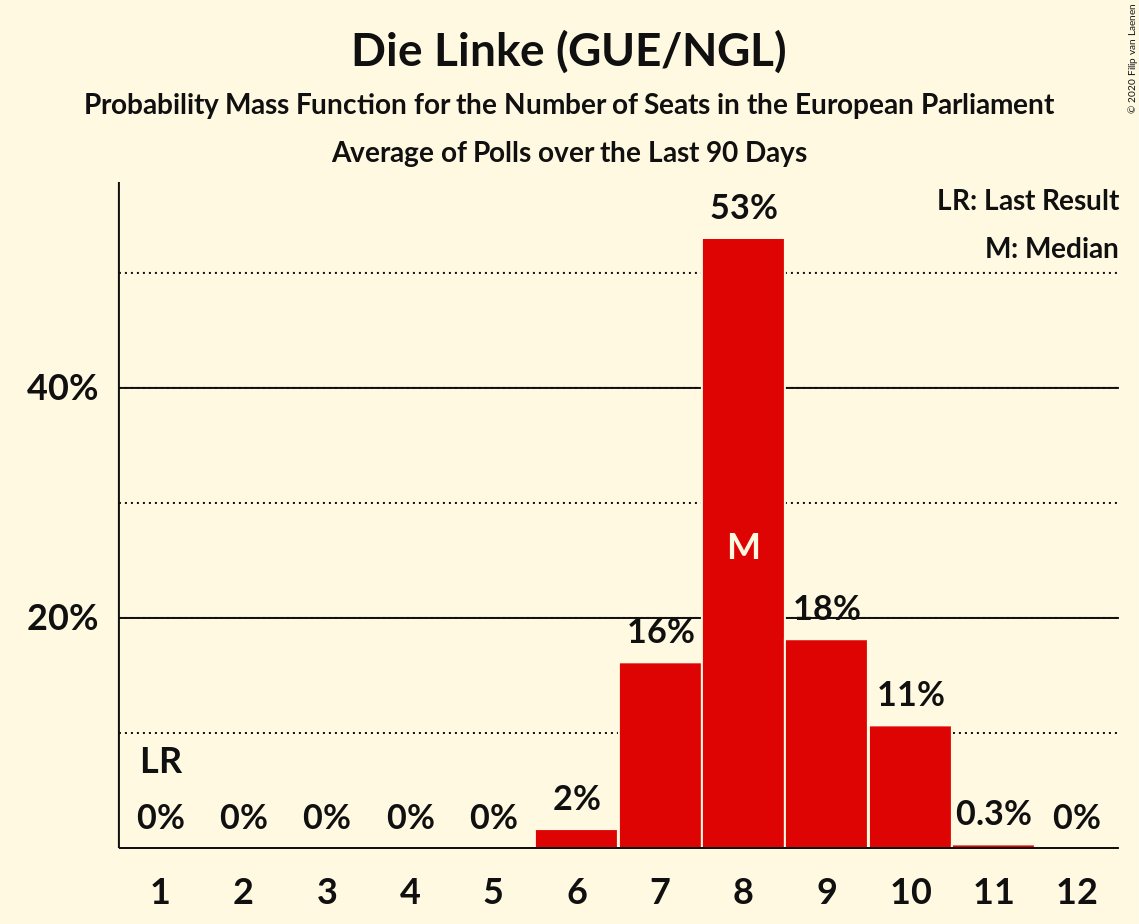 Die Linke (GUE/NGL)
Probability Mass Function for the Number of Seats in the European Parliament
Average of Polls over the Last 90 Days
© 2020 Filip van Laenen
LR: Last Result
M: Median
53%
40%
M
20%
18%
16%
11%
LR
2%
0% 0% 0% 0% 0% 0.3% 0%
1 2 3 4 5 6 7 8 9 10 11 12